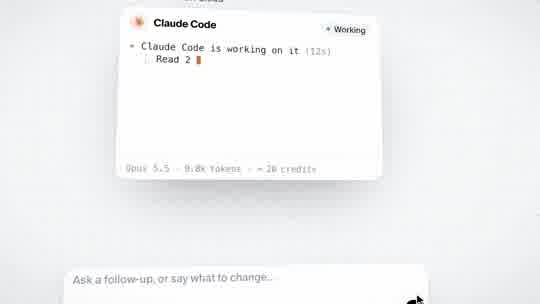 Claude Code
Working
Claude Code is working on it (12s)
Read 2
Opus 5.5 · 9.8k tokens · ≈ 20 credits
Ask a follow-up, or say what to change...